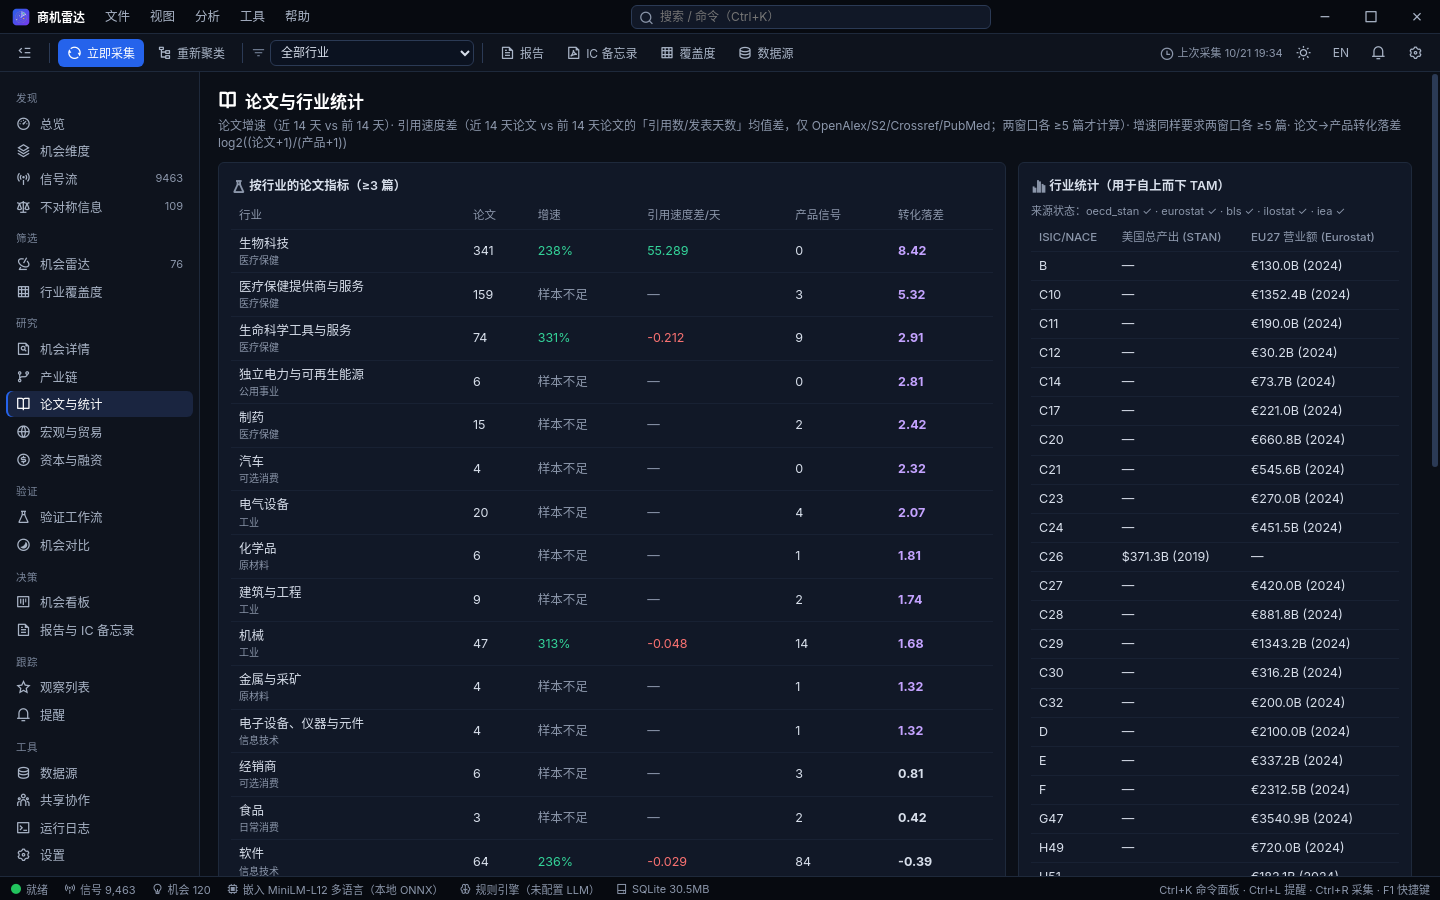 商机雷达 文件 视图 分析 工具 帮助 搜索 / 命令（Ctrl+K）
立即采集 重新聚类 全部行业 报告 IC 备忘录 覆盖度 数据源 上次采集 10/21 19:34 EN
发现
总览
机会维度
信号流 9463
不对称信息 109
筛选
机会雷达 76
行业覆盖度
研究
机会详情
产业链
论文与统计
宏观与贸易
资本与融资
验证
验证工作流
机会对比
决策
机会看板
报告与 IC 备忘录
跟踪
观察列表
提醒
工具
数据源
共享协作
运行日志
设置
论文与行业统计
论文增速（近 14 天 vs 前 14 天）· 引用速度差（近 14 天论文 vs 前 14 天论文的「引用数/发表天数」均值差，仅 OpenAlex/S2/Crossref/PubMed；两窗口各 ≥5 篇才计算）· 增速同样要求两窗口各 ≥5 篇 · 论文→产品转化落差
log2((论文+1)/(产品+1))
按行业的论文指标（≥3 篇）
行业 论文 增速 引用速度差/天 产品信号 转化落差
生物科技 341 238% 55.289 0 8.42
医疗保健
医疗保健提供商与服务 159 样本不足 — 3 5.32
医疗保健
生命科学工具与服务 74 331% -0.212 9 2.91
医疗保健
独立电力与可再生能源 6 样本不足 — 0 2.81
公用事业
制药 15 样本不足 — 2 2.42
医疗保健
汽车 4 样本不足 — 0 2.32
可选消费
电气设备 20 样本不足 — 4 2.07
工业
化学品 6 样本不足 — 1 1.81
原材料
建筑与工程 9 样本不足 — 2 1.74
工业
机械 47 313% -0.048 14 1.68
工业
金属与采矿 4 样本不足 — 1 1.32
原材料
电子设备、仪器与元件 4 样本不足 — 1 1.32
信息技术
经销商 6 样本不足 — 3 0.81
可选消费
食品 3 样本不足 — 2 0.42
日常消费
软件 64 236% -0.029 84 -0.39
信息技术
行业统计（用于自上而下 TAM）
来源状态：oecd_stan ✓ · eurostat ✓ · bls ✓ · ilostat ✓ · iea ✓
ISIC/NACE 美国总产出 (STAN) EU27 营业额 (Eurostat)
B — €130.0B (2024)
C10 — €1352.4B (2024)
C11 — €190.0B (2024)
C12 — €30.2B (2024)
C14 — €73.7B (2024)
C17 — €221.0B (2024)
C20 — €660.8B (2024)
C21 — €545.6B (2024)
C23 — €270.0B (2024)
C24 — €451.5B (2024)
C26 $371.3B (2019) —
C27 — €420.0B (2024)
C28 — €881.8B (2024)
C29 — €1343.2B (2024)
C30 — €316.2B (2024)
C32 — €200.0B (2024)
D — €2100.0B (2024)
E — €337.2B (2024)
F — €2312.5B (2024)
G47 — €3540.9B (2024)
H49 — €720.0B (2024)
就绪 信号 9,463 机会 120 嵌入 MiniLM-L12 多语言（本地 ONNX） 规则引擎（未配置 LLM） SQLite 30.5MB Ctrl+K 命令面板 · Ctrl+L 提醒 · Ctrl+R 采集 · F1 快捷键